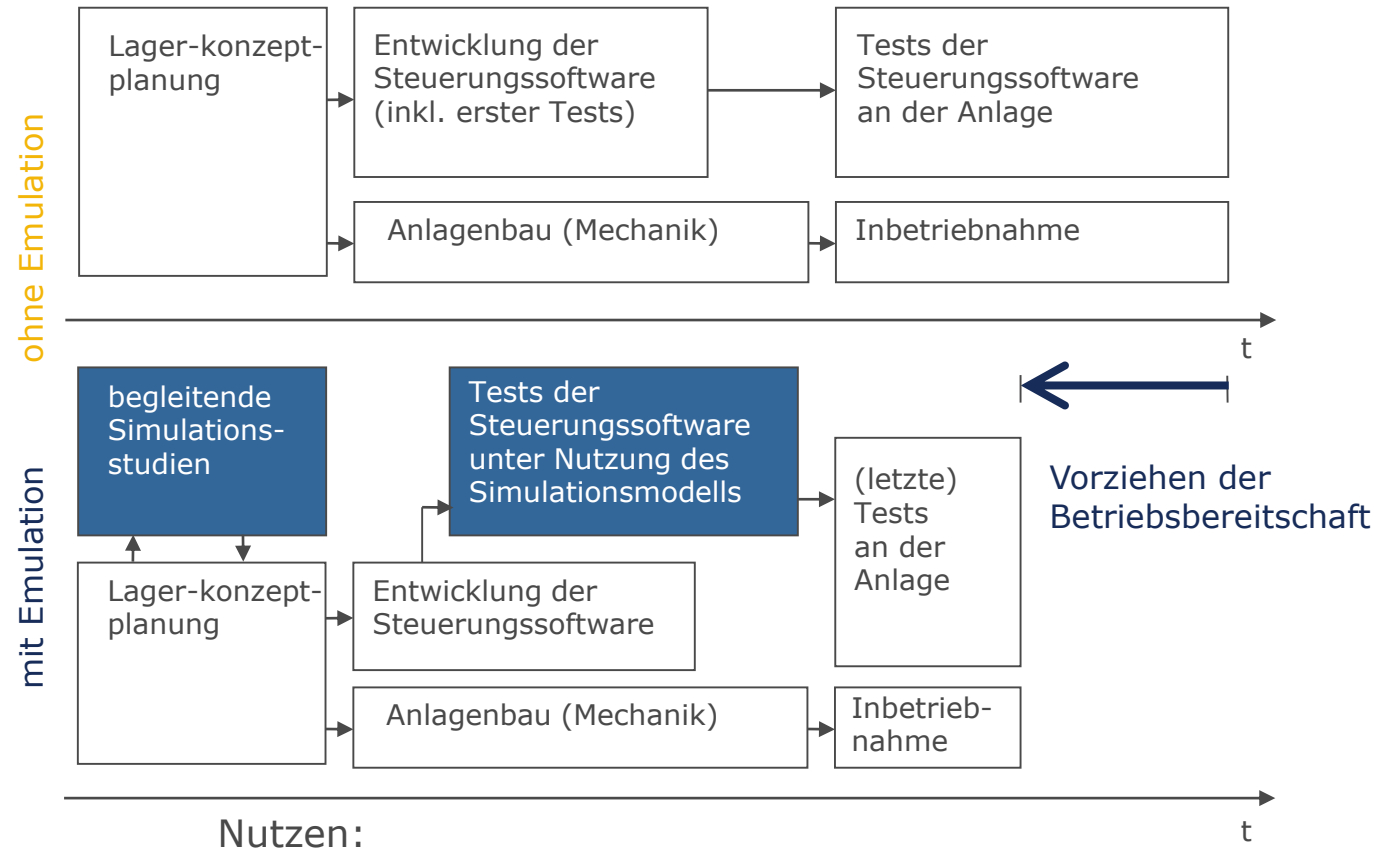 ohne Emulation
Lager-konzept-
planung
Entwicklung der
Steuerungssoftware
(inkl. erster Tests)
Tests der
Steuerungssoftware
an der Anlage
Anlagenbau (Mechanik)
Inbetriebnahme
t
mit Emulation
begleitende
Simulations-
studien
Tests der
Steuerungssoftware
unter Nutzung des
Simulationsmodells
(letzte)
Tests
an der
Anlage
Vorziehen der
Betriebsbereitschaft
Lager-konzept-
planung
Entwicklung der
Steuerungssoftware
Anlagenbau (Mechanik)
Inbetrieb-
nahme
t
Nutzen: